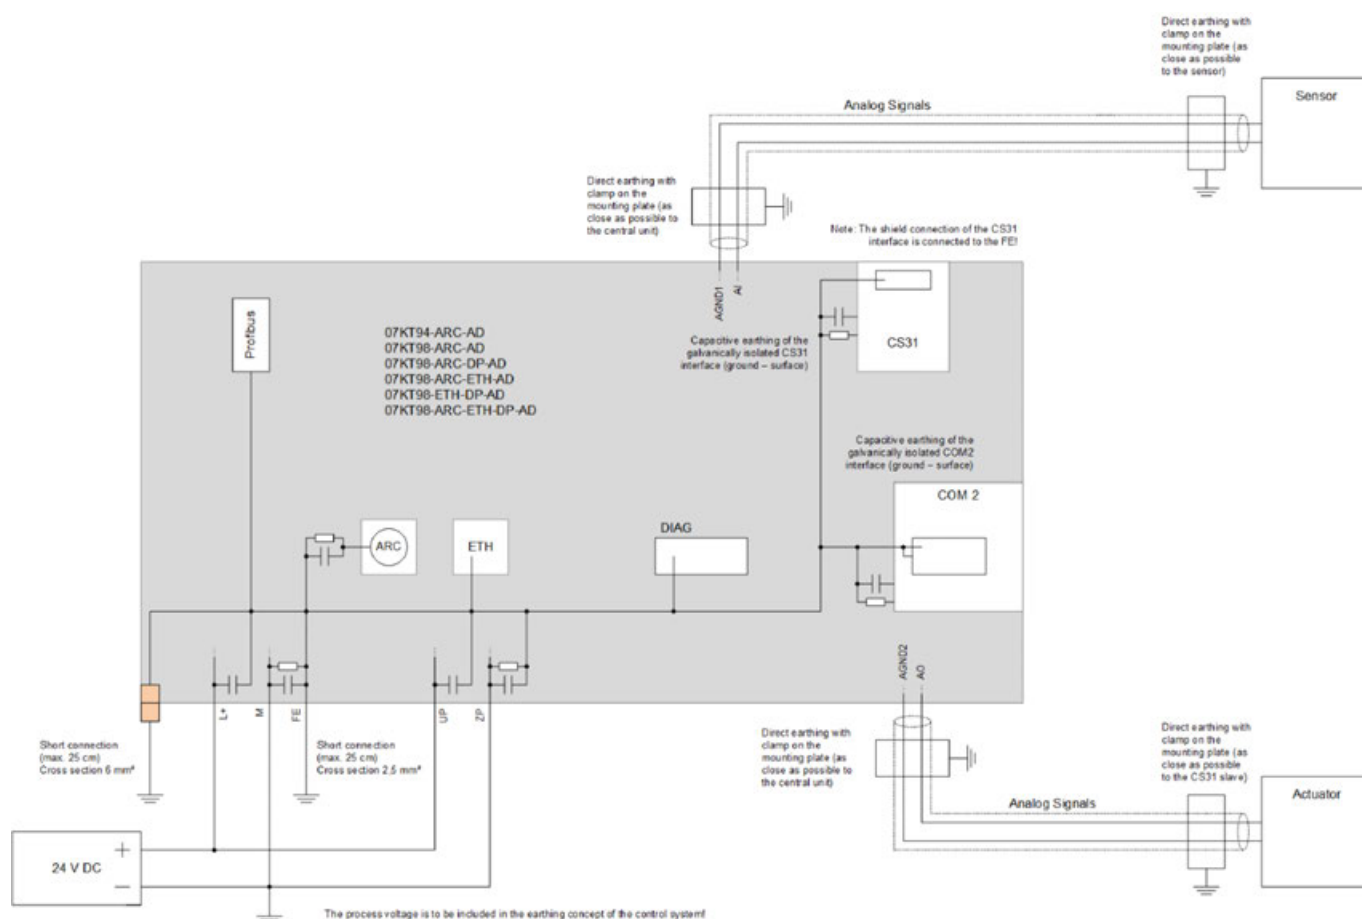 Direct earthing with
clamp on the
mounting plate (as
close as possible
to the sensor)
Sensor
Analog Signals
Direct earthing with
clamp on the
mounting plate (as
close as possible to
the central unit)
Note: The shield connection of the CS31
interface is connected to the FE!
AGND1
AI
Profibus
07KT94-ARC-AD
07KT98-ARC-AD
07KT98-ARC-DP-AD
07KT98-ARC-ETH-AD
07KT98-ETH-DP-AD
07KT98-ARC-ETH-DP-AD
Capacitive earthing of the
galvanically isolated CS31
interface (ground – surface)
CS31
Capacitive earthing of the
galvanically isolated COM2
interface (ground – surface)
COM 2
DIAG
ARC
ETH
AGND2
AO
L+
M
FE
UP
ZP
Short connection
(max. 25 cm)
Cross section 6 mm²
Short connection
(max. 25 cm)
Cross section 2,5 mm²
Direct earthing with
clamp on the
mounting plate (as
close as possible to
the central unit)
Direct earthing with
clamp on the
mounting plate (as
close as possible
to the CS31 slave)
Analog Signals
Actuator
24 V DC
+
–
The process voltage is to be included in the earthing concept of the control system!